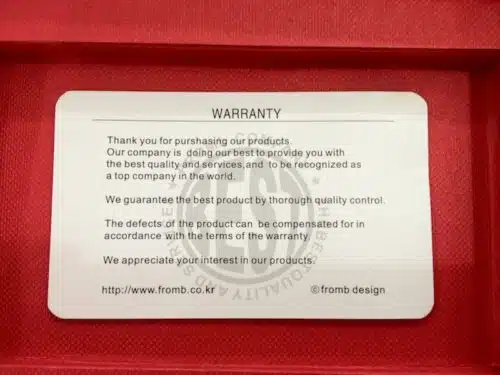 WARRANTY
Thank you for purshasing our products.
Our company is doing our best to provide you with
the best quality and services,and to be recognized as
a top company in the world.
We guarantee the best product by thorough quality control.
The defects of the product can be compensated for in
accordance with the terms of the warranty.
We appreciate your interest in our products.
http://www.fromb.co.kr
©fromb design
BEST